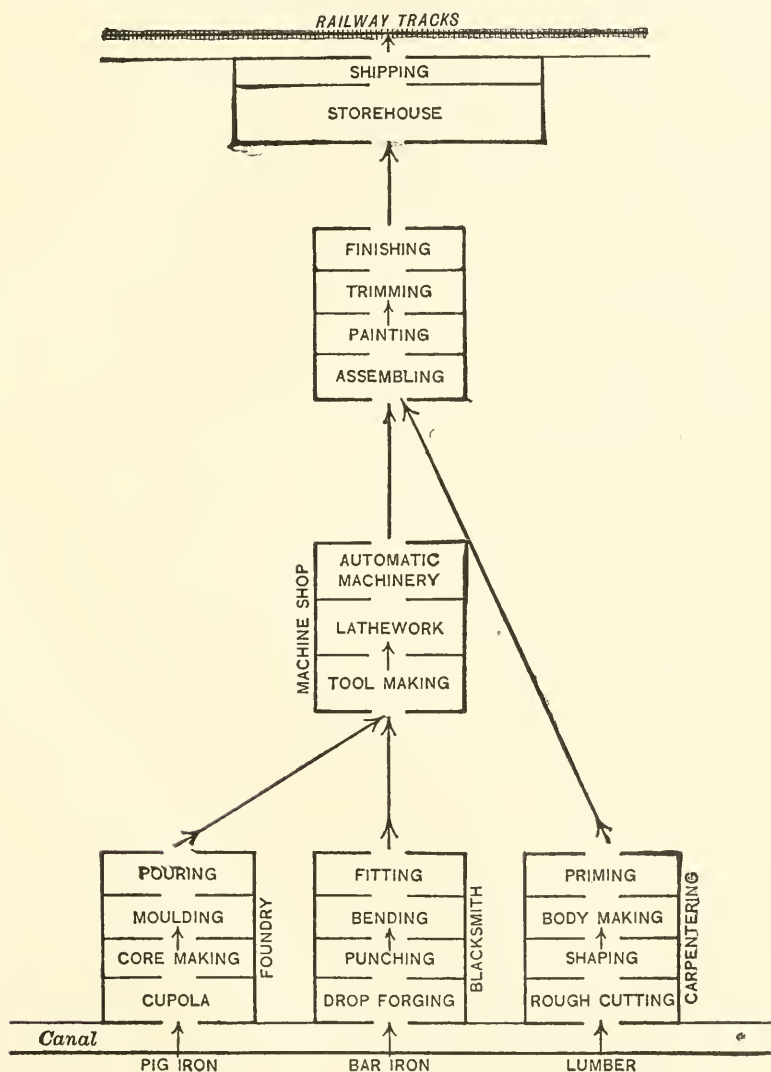 RAILWAY TRACKS
SHIPPING
STOREHOUSE
FINISHING
TRIMMING
PAINTING
ASSEMBLING
MACHINE SHOP
AUTOMATIC
MACHINERY
LATHEWORK
TOOL MAKING
POURING
MOULDING
CORE MAKING
CUPOLA
FOUNDRY
FITTING
BENDING
PUNCHING
DROP FORGING
BLACKSMITH
PRIMING
BODY MAKING
SHAPING
ROUGH CUTTING
CARPENTERING
Canal
PIG IRON
BAR IRON
LUMBER